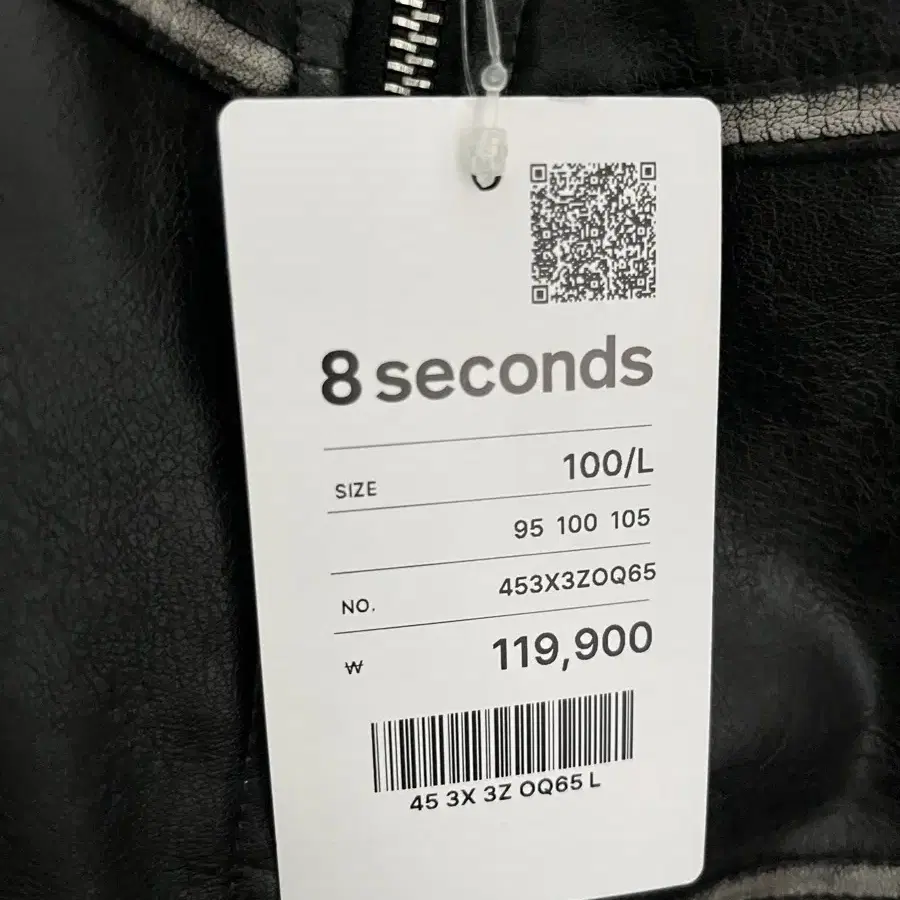 8 seconds
SIZE 100/L
95 100 105
NO. 453X3ZOQ65
₩ 119,900
45 3X 3Z OQ65 L